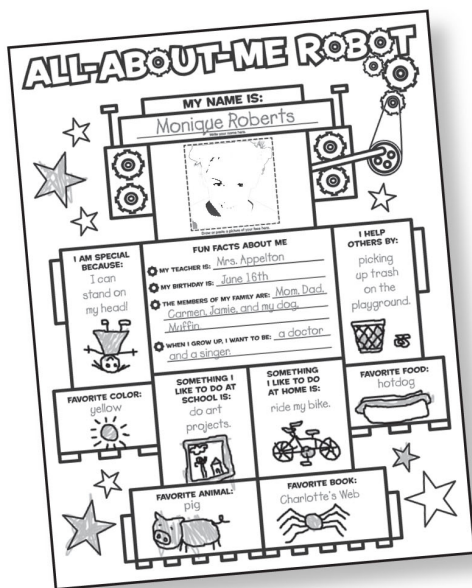 ALL-ABOUT-ME ROBOT
MY NAME IS:
Monique Roberts
Write your name here.
Draw or paste a picture of your face here.
I AM SPECIAL
BECAUSE:
I can
stand on
my head!
FUN FACTS ABOUT ME
MY TEACHER IS: Mrs. Appelton
MY BIRTHDAY IS: June 16th
THE MEMBERS OF MY FAMILY ARE: Mom, Dad,
Carmen, Jamie, and my dog,
Muffin
WHEN I GROW UP, I WANT TO BE: a doctor
and a singer
I HELP
OTHERS BY:
picking
up trash
on the
playground.
FAVORITE COLOR:
yellow
SOMETHING I
LIKE TO DO AT
SCHOOL IS:
do art
projects.
SOMETHING
I LIKE TO DO
AT HOME IS:
ride my bike.
FAVORITE FOOD:
hotdog
FAVORITE ANIMAL:
pig
FAVORITE BOOK:
Charlotte's Web